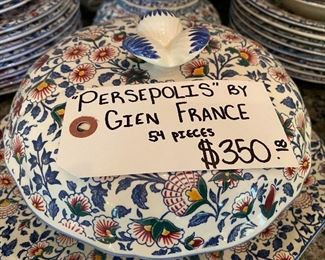 "PERSEPOLIS" BY
GIEN FRANCE
54 PIECES
$350.00